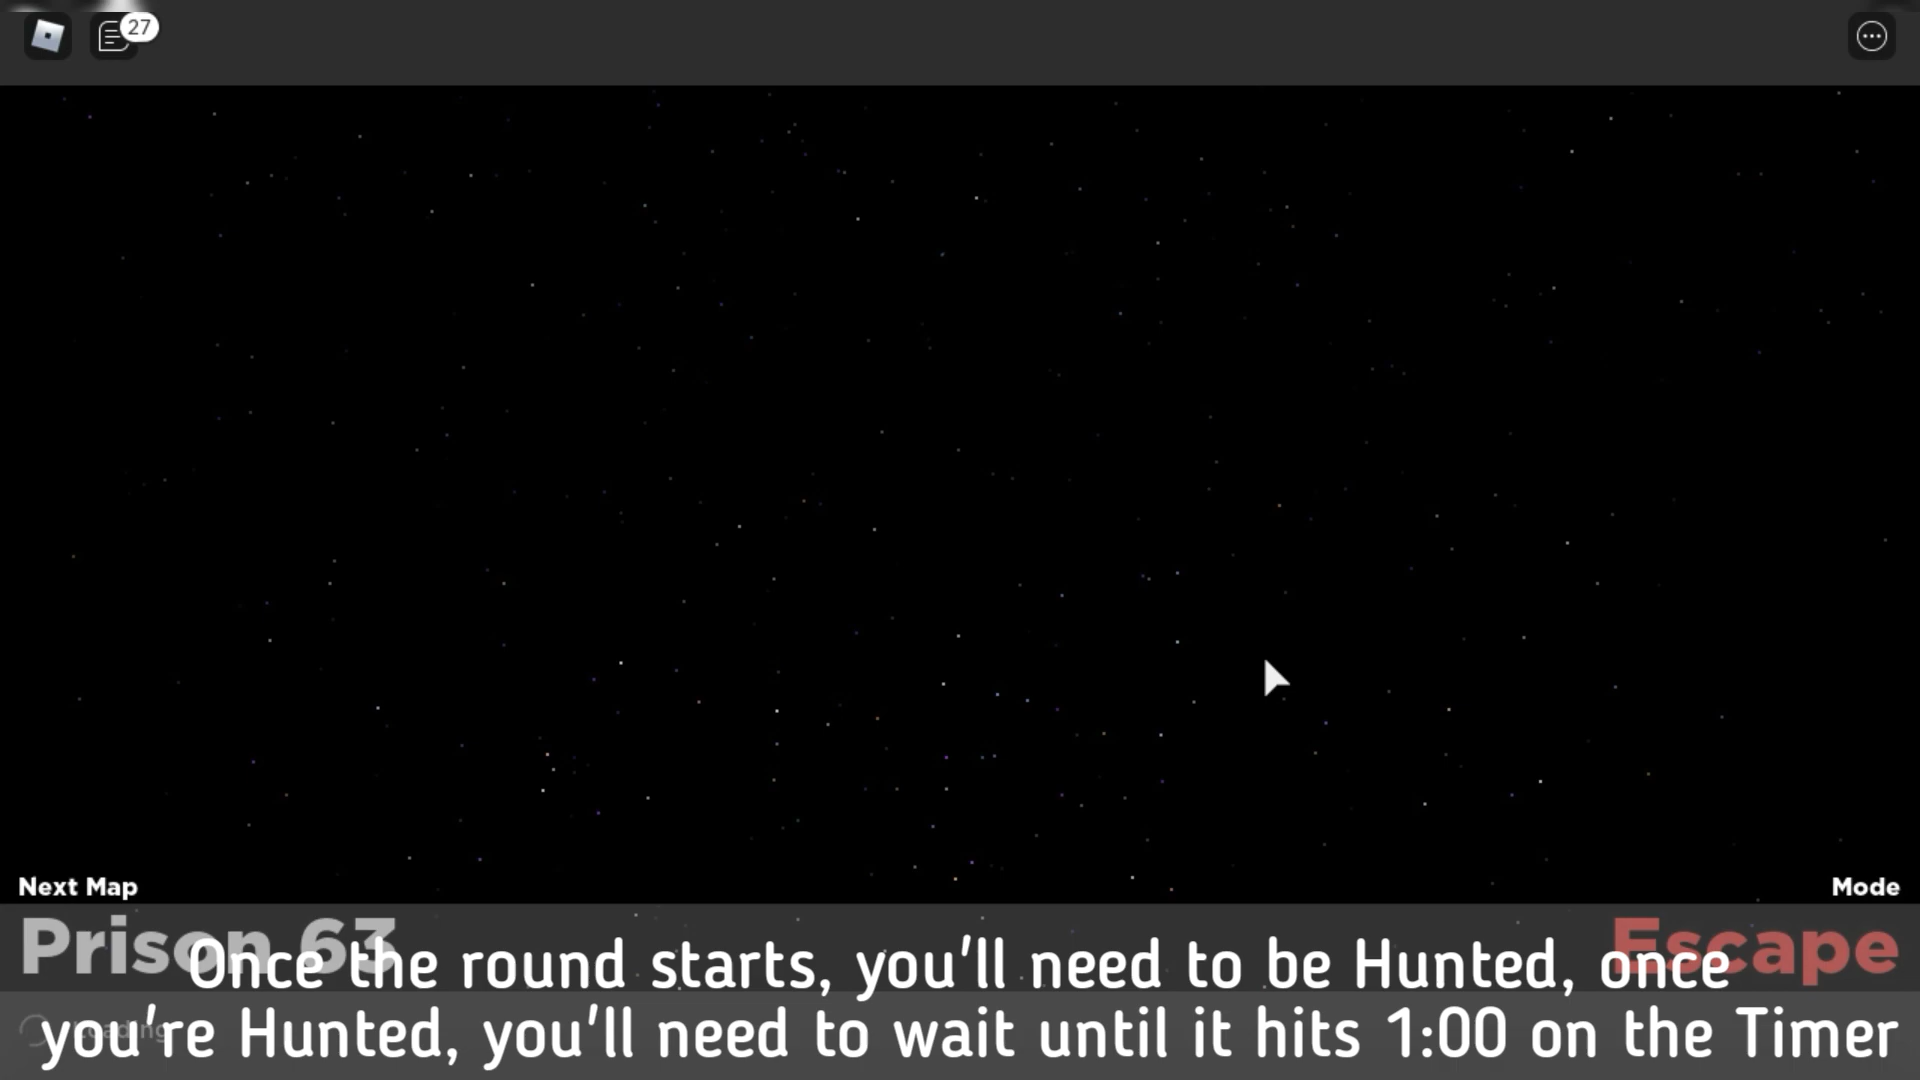 27
Next Map
Mode
Prison 63
Escape
Once the round starts, you'll need to be Hunted, once
you're Hunted, you'll need to wait until it hits 1:00 on the Timer
Loading